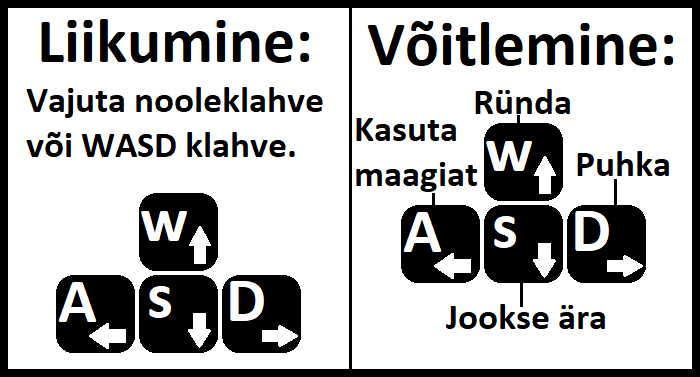 Liikumine:
Vajuta nooleklahve
või WASD klahve.
W
A S D
Võitlemine:
Ründa
Kasuta
maagiat
W
Puhka
A S D
Jookse ära